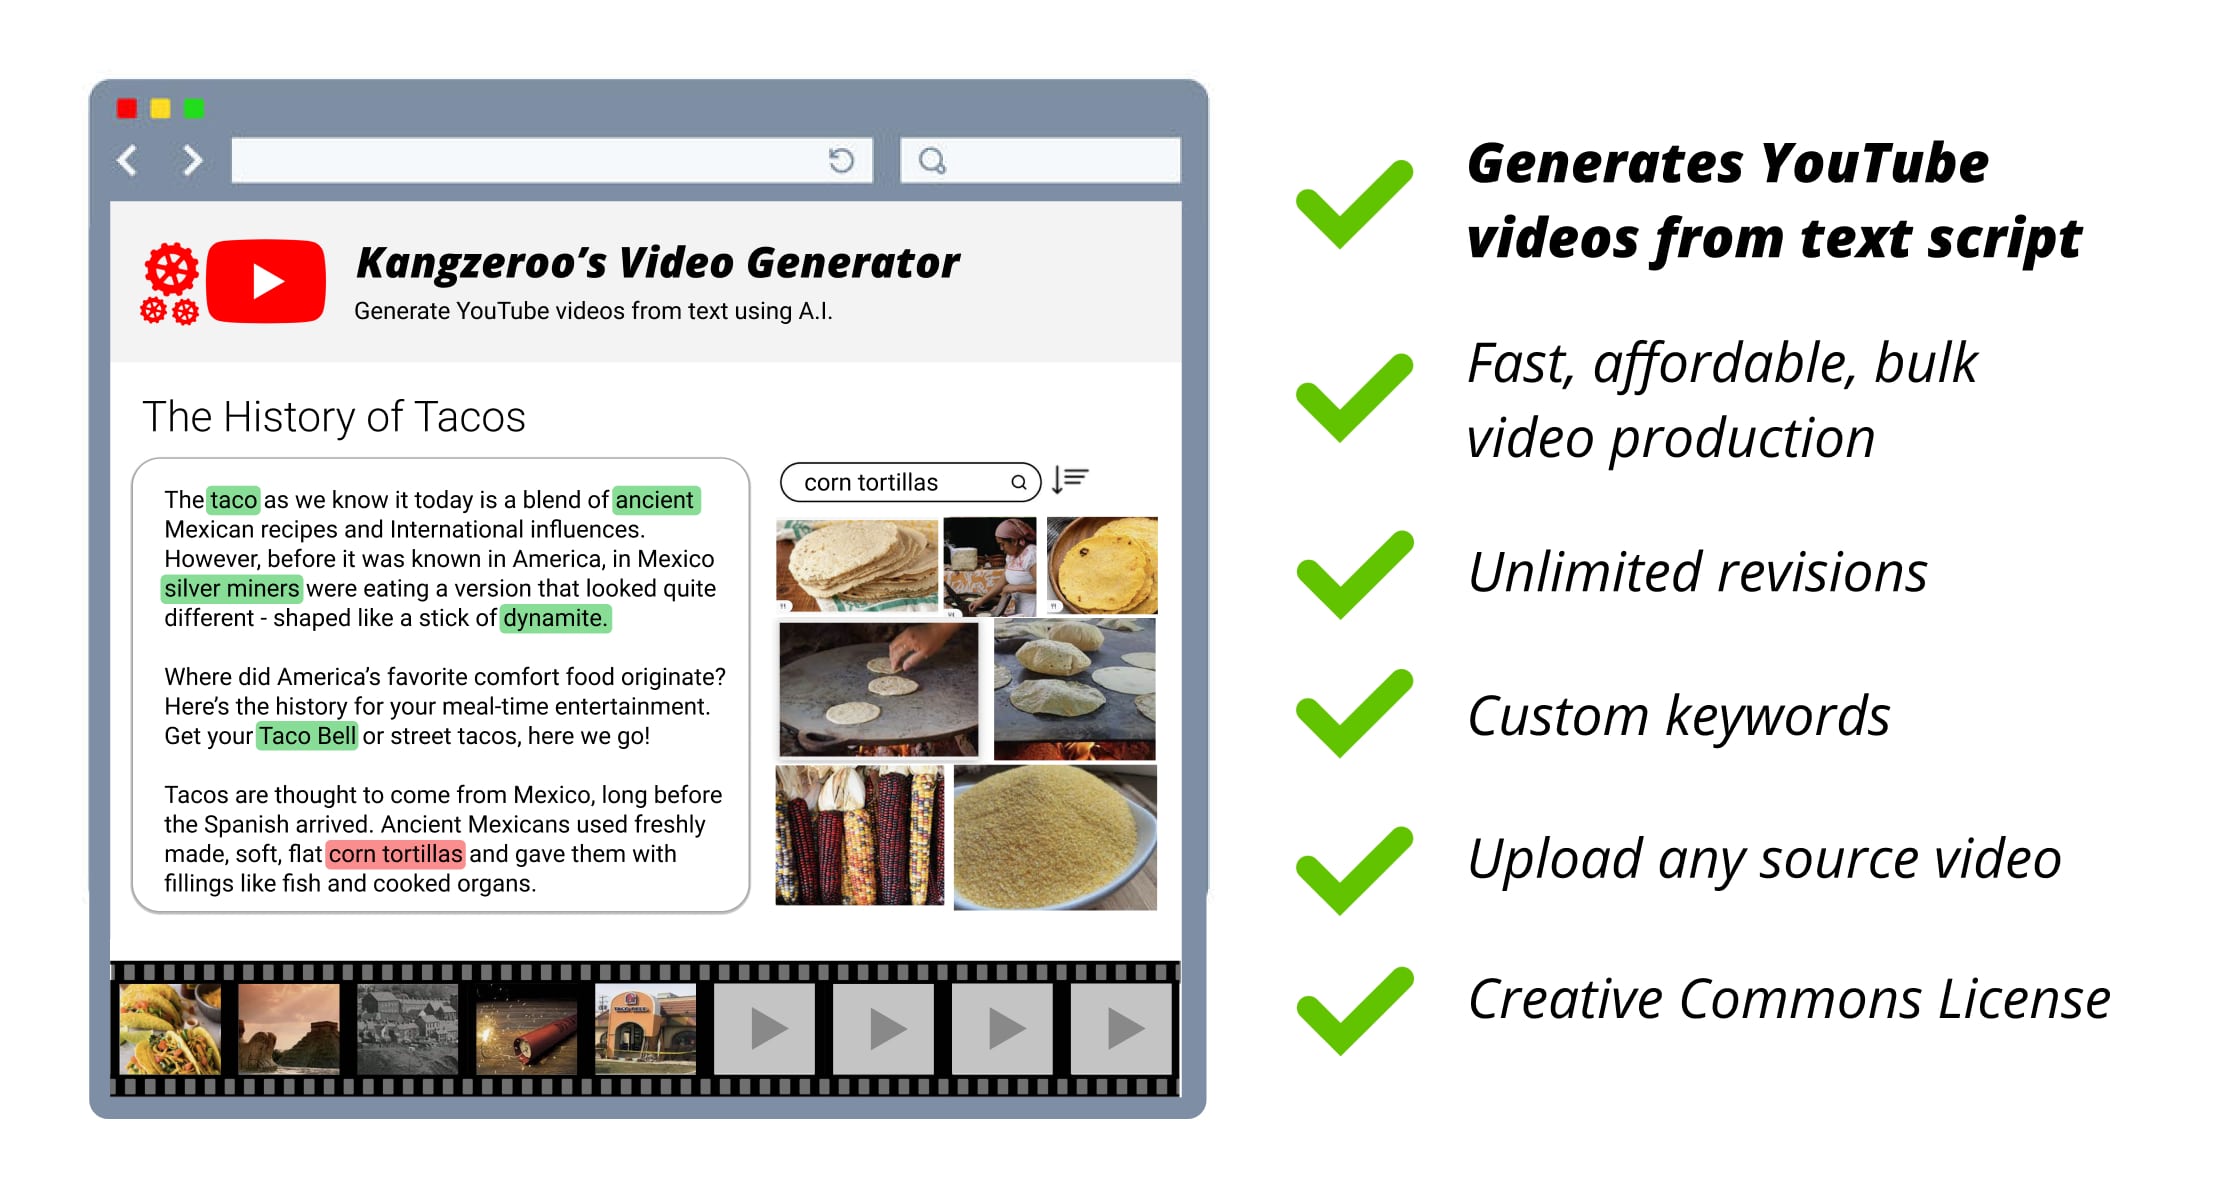 Kangzeroo’s Video Generator
Generate YouTube videos from text using A.I.
The History of Tacos
The taco as we know it today is a blend of ancient
Mexican recipes and International influences.
However, before it was known in America, in Mexico
silver miners were eating a version that looked quite
different - shaped like a stick of dynamite.
Where did America’s favorite comfort food originate?
Here’s the history for your meal-time entertainment.
Get your Taco Bell or street tacos, here we go!
Tacos are thought to come from Mexico, long before
the Spanish arrived. Ancient Mexicans used freshly
made, soft, flat corn tortillas and gave them with
fillings like fish and cooked organs.
corn tortillas
TACO BELL
Generates YouTube
videos from text script
Fast, affordable, bulk
video production
Unlimited revisions
Custom keywords
Upload any source video
Creative Commons License